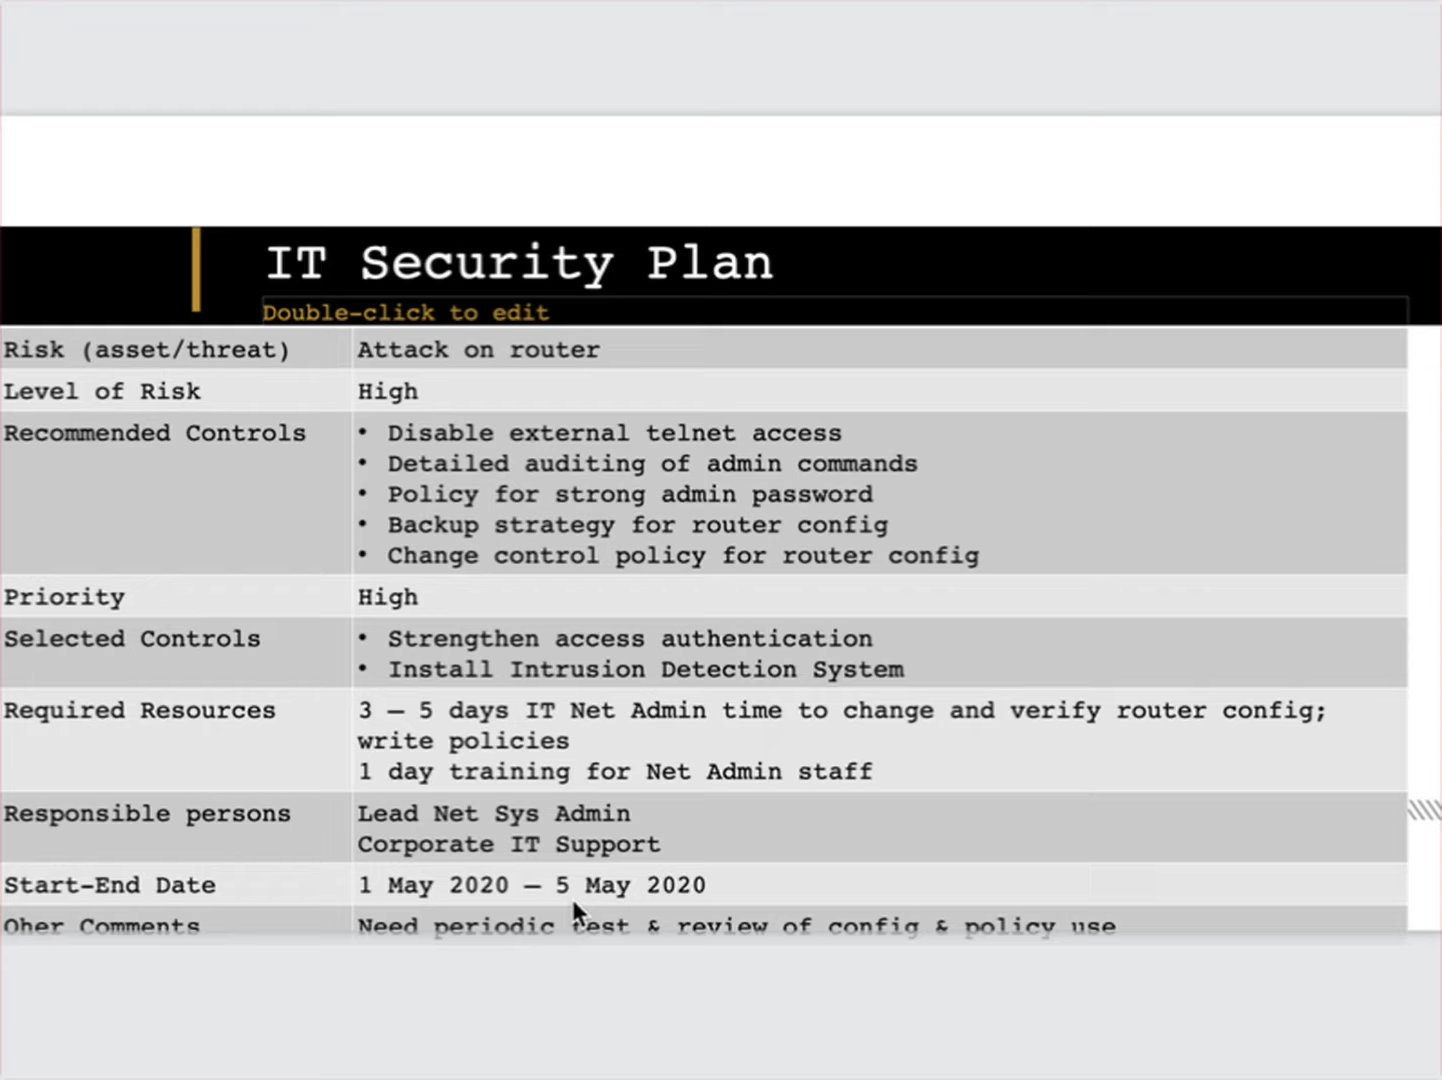 IT Security Plan
Double-click to edit
Risk (asset/threat) Attack on router
Level of Risk High
Recommended Controls • Disable external telnet access
• Detailed auditing of admin commands
• Policy for strong admin password
• Backup strategy for router config
• Change control policy for router config
Priority High
Selected Controls • Strengthen access authentication
• Install Intrusion Detection System
Required Resources 3 – 5 days IT Net Admin time to change and verify router config;
write policies
1 day training for Net Admin staff
Responsible persons Lead Net Sys Admin
Corporate IT Support
Start-End Date 1 May 2020 – 5 May 2020
Oher Comments Need periodic test & review of config & policy use